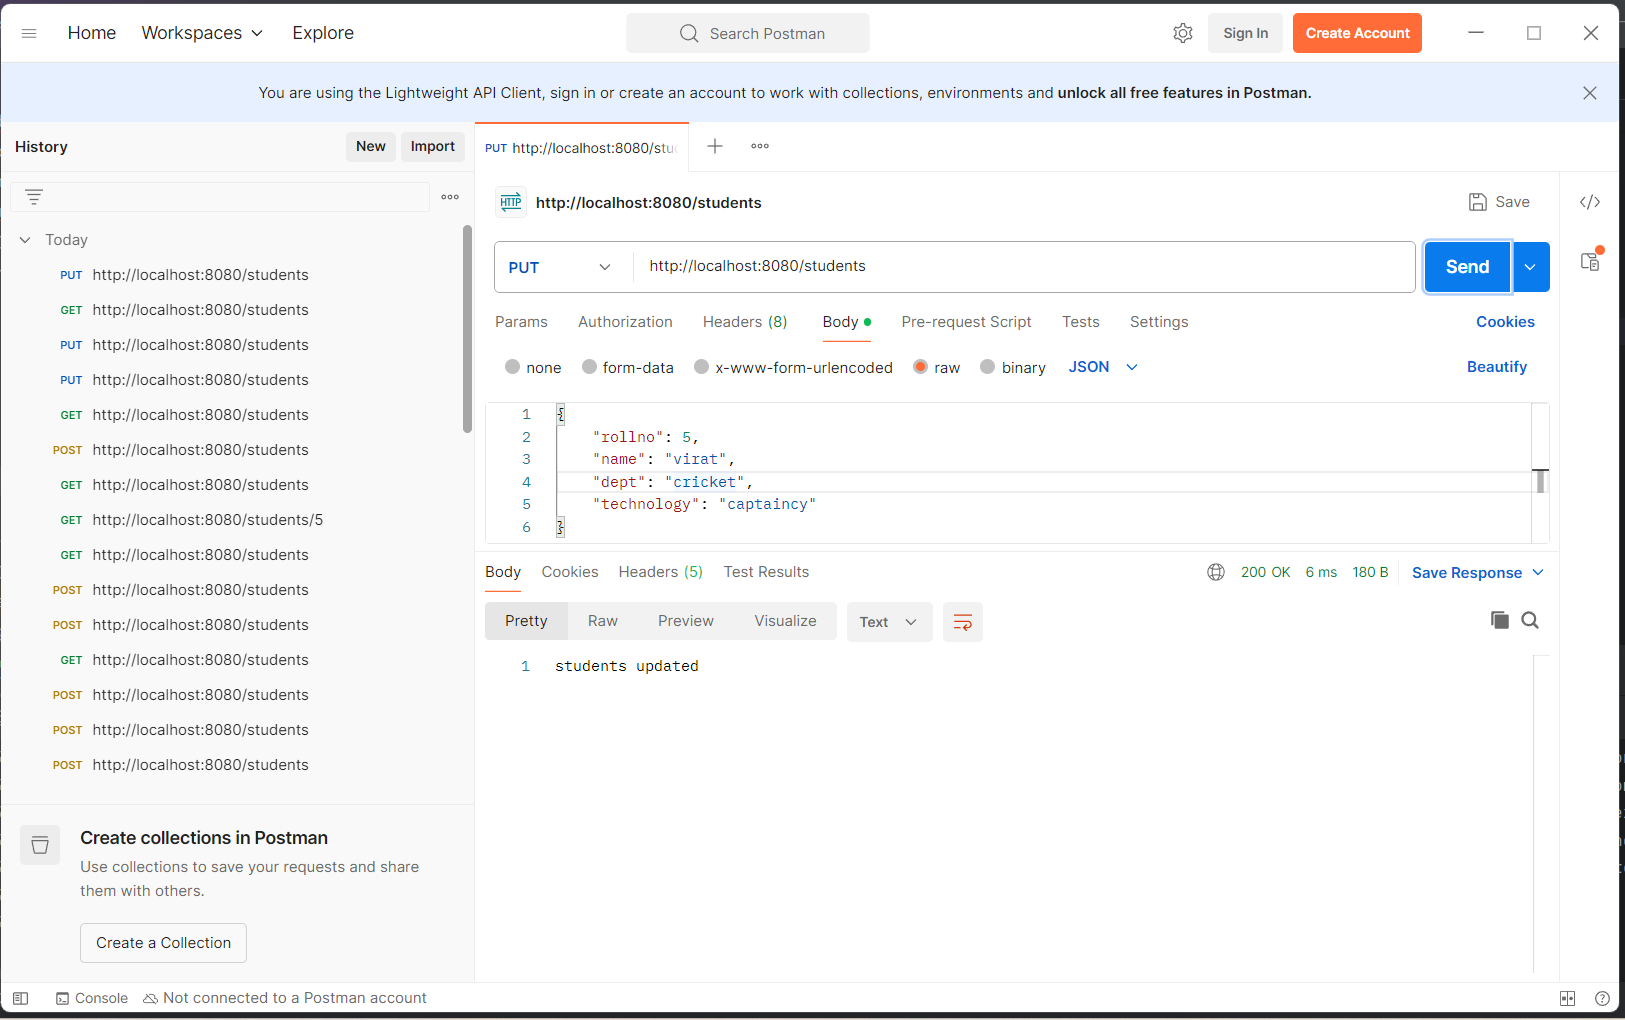 Home Workspaces Explore Search Postman Sign In Create Account
You are using the Lightweight API Client, sign in or create an account to work with collections, environments and unlock all free features in Postman.
History New Import
PUT http://localhost:8080/stu
http://localhost:8080/students Save
Today
PUT http://localhost:8080/students
GET http://localhost:8080/students
PUT http://localhost:8080/students
PUT http://localhost:8080/students
GET http://localhost:8080/students
POST http://localhost:8080/students
GET http://localhost:8080/students
GET http://localhost:8080/students/5
GET http://localhost:8080/students
POST http://localhost:8080/students
POST http://localhost:8080/students
GET http://localhost:8080/students
POST http://localhost:8080/students
POST http://localhost:8080/students
POST http://localhost:8080/students
Create collections in Postman
Use collections to save your requests and share
them with others.
Create a Collection
HTTP
PUT http://localhost:8080/students Send
Params Authorization Headers (8) Body Pre-request Script Tests Settings Cookies
none form-data x-www-form-urlencoded raw binary JSON Beautify
1 {
2 "rollno": 5,
3 "name": "virat",
4 "dept": "cricket",
5 "technology": "captaincy"
6 }
Body Cookies Headers (5) Test Results 200 OK 6 ms 180 B Save Response
Pretty Raw Preview Visualize Text
1 students updated
Console Not connected to a Postman account